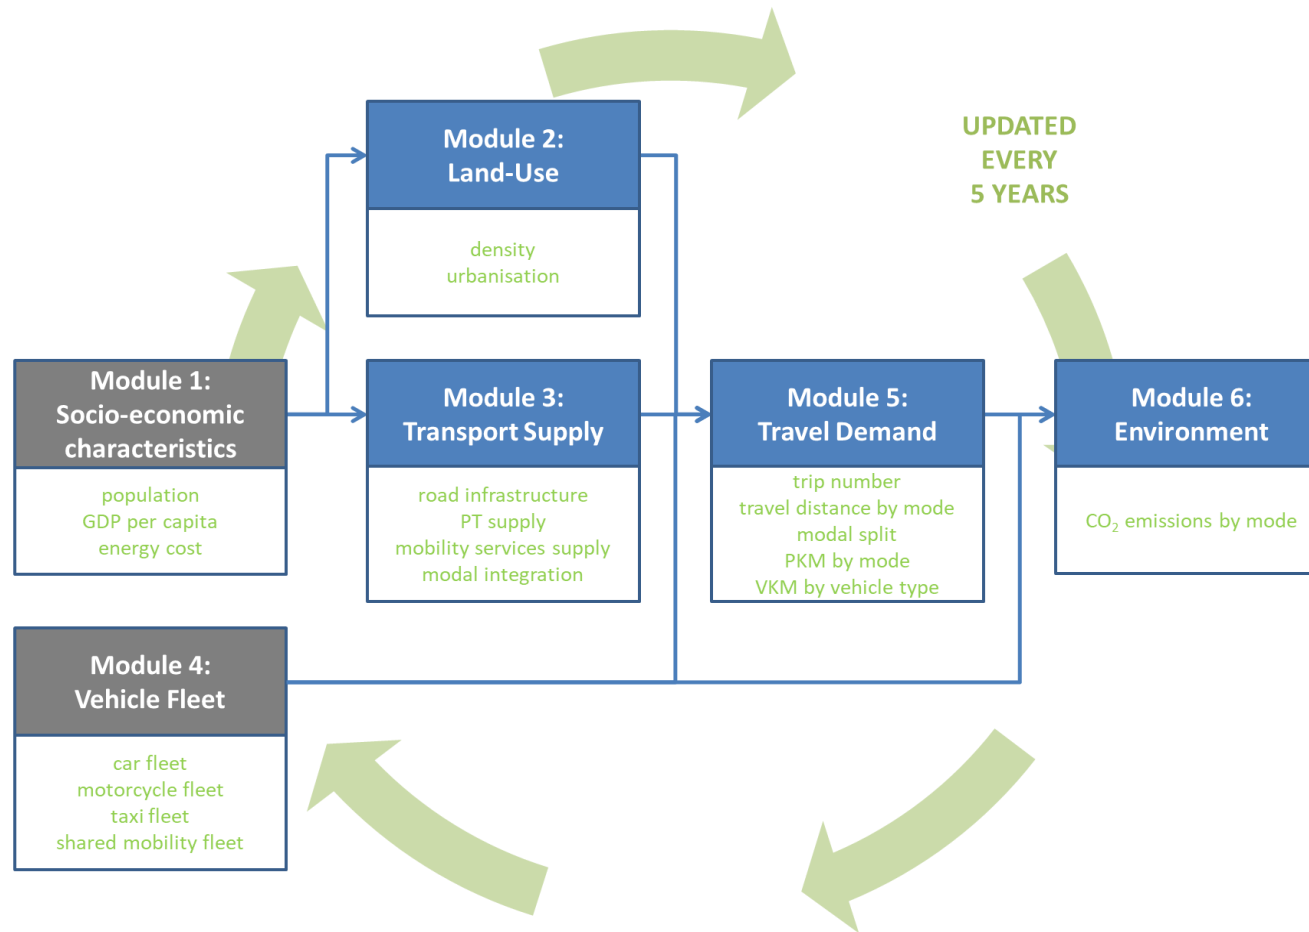 UPDATED
EVERY
5 YEARS
Module 2:
Land-Use
density
urbanisation
Module 1:
Socio-economic
characteristics
population
GDP per capita
energy cost
Module 3:
Transport Supply
road infrastructure
PT supply
mobility services supply
modal integration
Module 5:
Travel Demand
trip number
travel distance by mode
modal split
PKM by mode
VKM by vehicle type
Module 6:
Environment
CO₂ emissions by mode
Module 4:
Vehicle Fleet
car fleet
motorcycle fleet
taxi fleet
shared mobility fleet